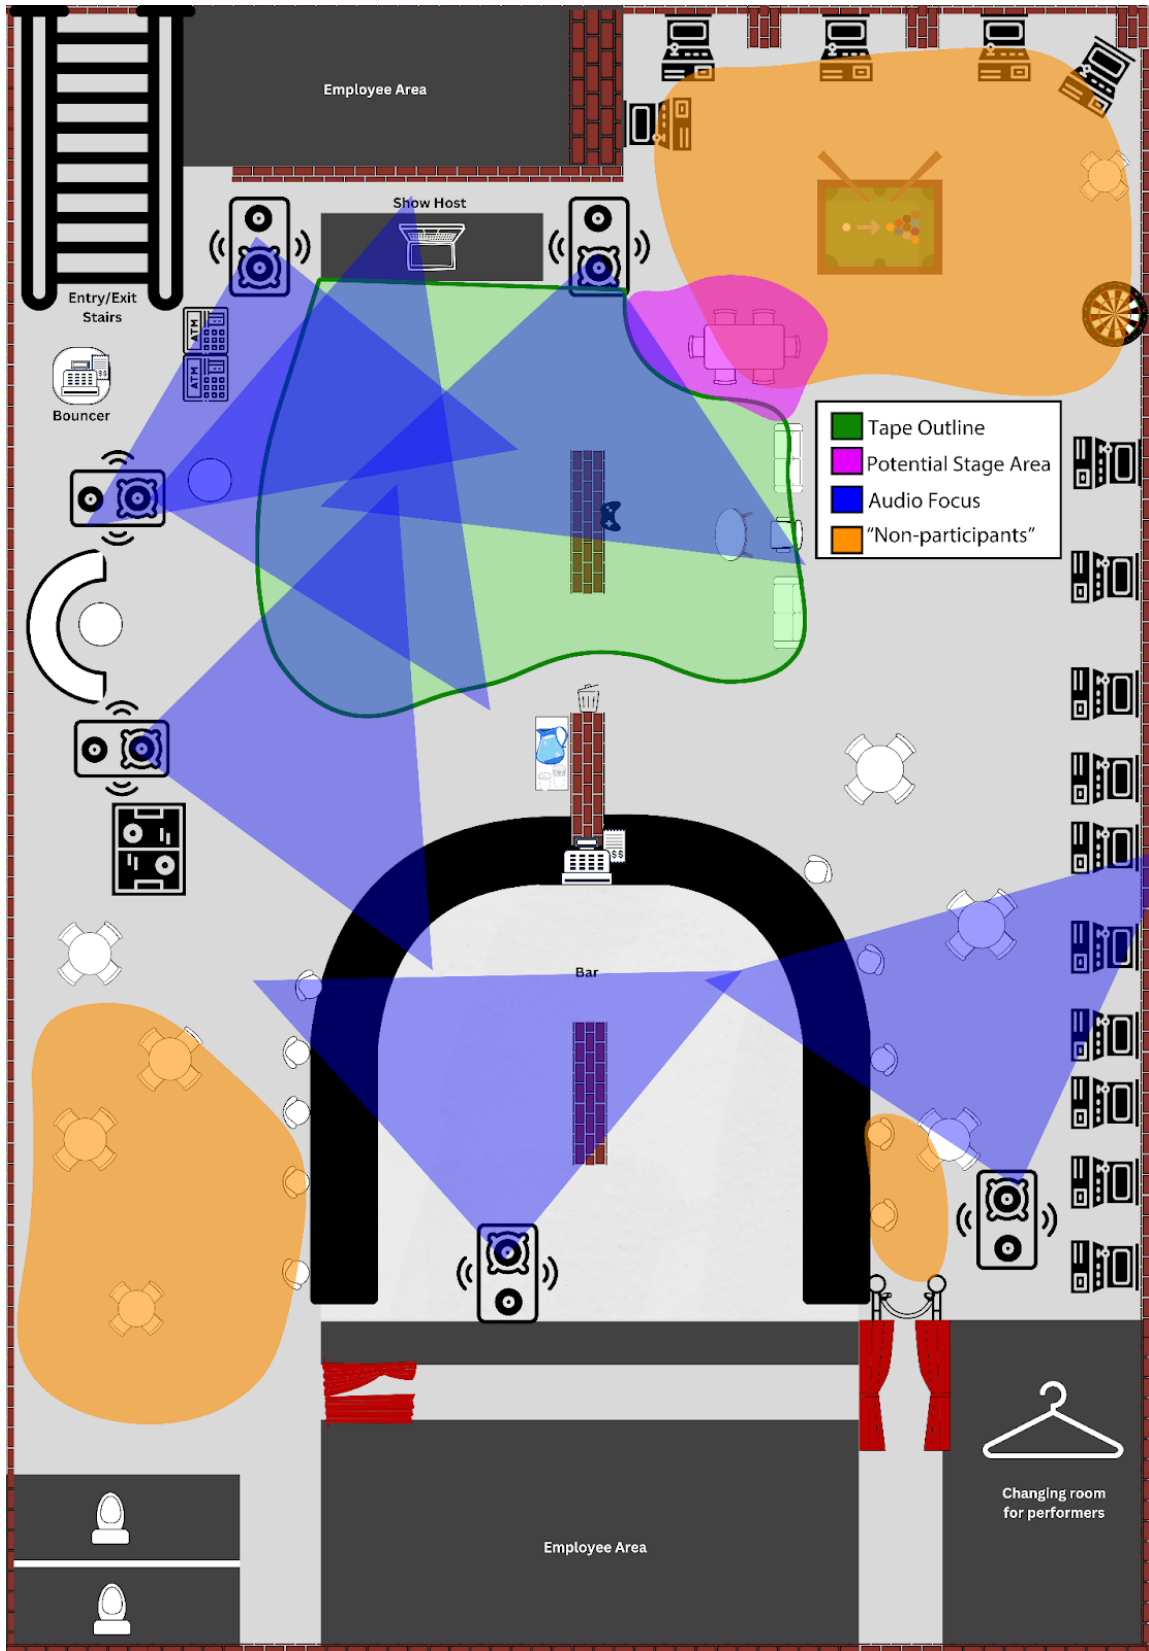 Employee Area
Show Host
Entry/Exit
Stairs
ATM
ATM
$$
Bouncer
Tape Outline
Potential Stage Area
Audio Focus
"Non-participants"
$$
Bar
Changing room
for performers
Employee Area